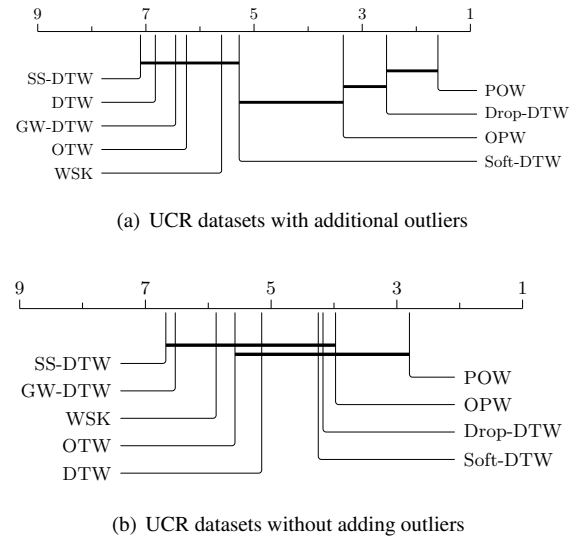 9 7 5 3 1
SS-DTW
DTW
GW-DTW
OTW
WSK
POW
Drop-DTW
OPW
Soft-DTW
(a) UCR datasets with additional outliers
9 7 5 3 1
SS-DTW
GW-DTW
WSK
OTW
DTW
POW
OPW
Drop-DTW
Soft-DTW
(b) UCR datasets without adding outliers